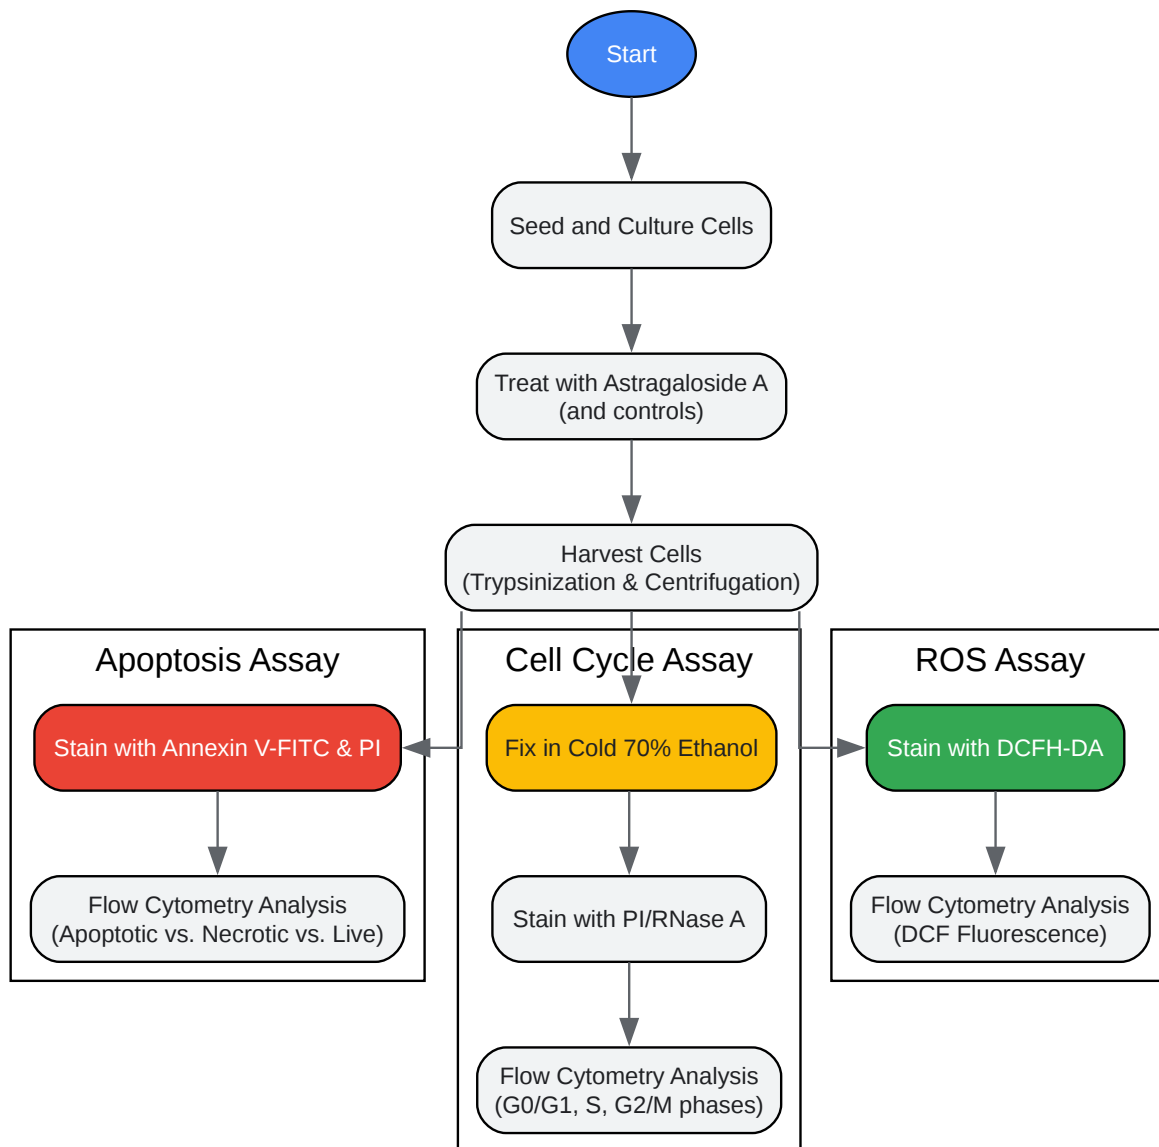 Start
Seed and Culture Cells
Treat with Astragaloside A
(and controls)
Harvest Cells
(Trypsinization & Centrifugation)
Apoptosis Assay
Stain with Annexin V-FITC & PI
Flow Cytometry Analysis
(Apoptotic vs. Necrotic vs. Live)
Cell Cycle Assay
Fix in Cold 70% Ethanol
Stain with PI/RNase A
Flow Cytometry Analysis
(G0/G1, S, G2/M phases)
ROS Assay
Stain with DCFH-DA
Flow Cytometry Analysis
(DCF Fluorescence)